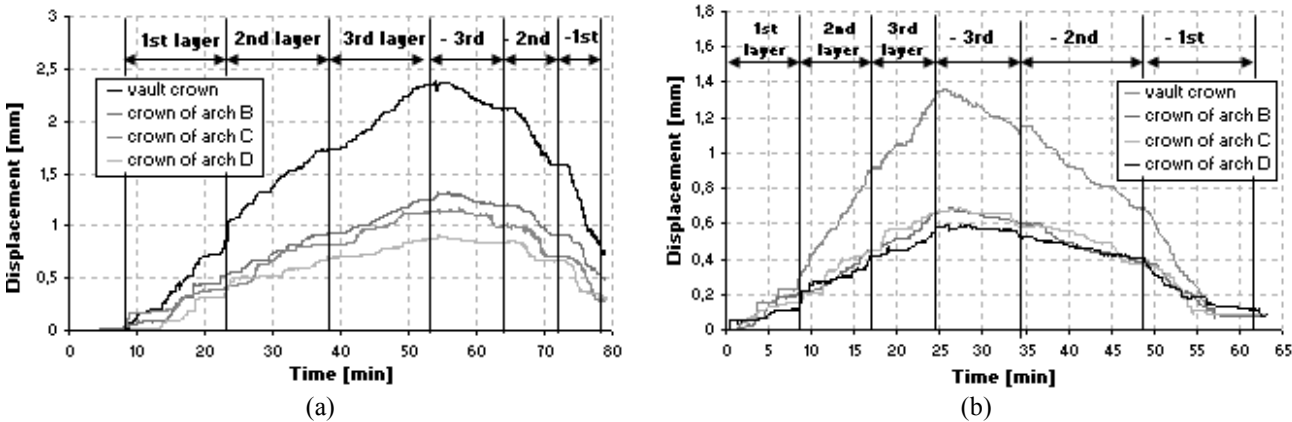 3
2,5
2
1,5
1
0,5
0
Displacement [mm]
1st layer
2nd layer
3rd layer
- 3rd
- 2nd
-1st
vault crown
crown of arch B
crown of arch C
crown of arch D
0 10 20 30 40 50 60 70 80
Time [min]
(a)
1,8
1,6
1,4
1,2
1
0,8
0,6
0,4
0,2
0
Displacement [mm]
1st
layer
2nd
layer
3rd
layer
- 3rd
- 2nd
- 1st
vault crown
crown of arch B
crown of arch C
crown of arch D
0 5 10 15 20 25 30 35 40 45 50 55 60 65
Time [min]
(b)